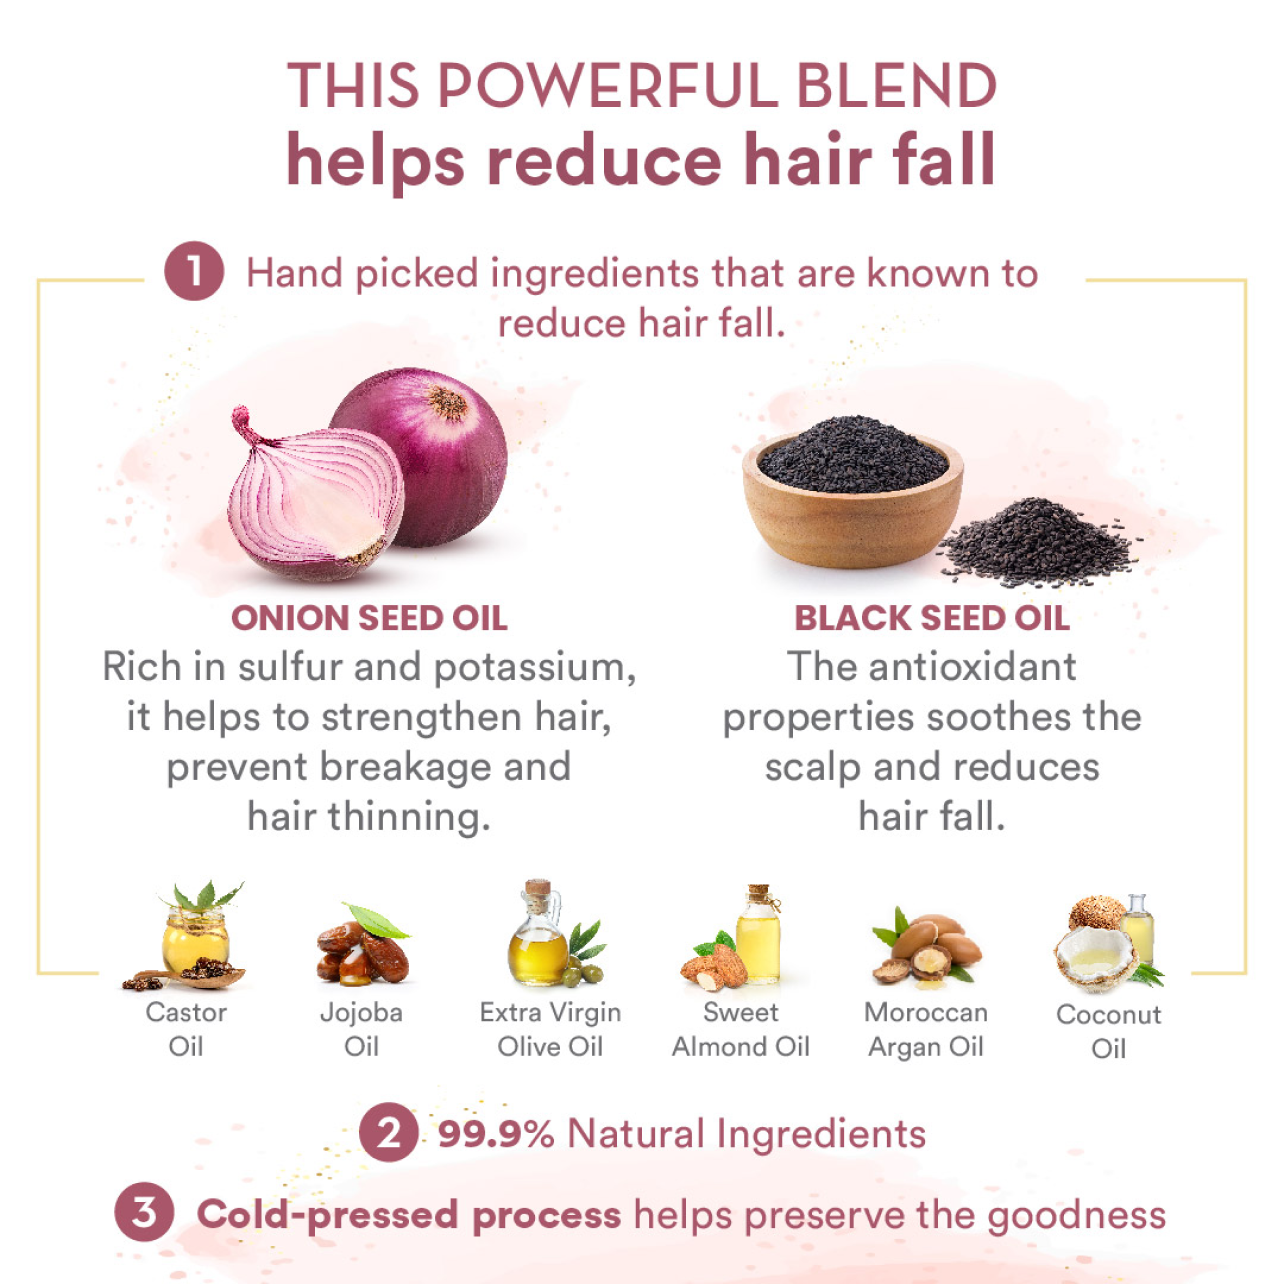 THIS POWERFUL BLEND
helps reduce hair fall
1 Hand picked ingredients that are known to
reduce hair fall.
ONION SEED OIL
Rich in sulfur and potassium,
it helps to strengthen hair,
prevent breakage and
hair thinning.
BLACK SEED OIL
The antioxidant
properties soothes the
scalp and reduces
hair fall.
Castor
Oil
Jojoba
Oil
Extra Virgin
Olive Oil
Sweet
Almond Oil
Moroccan
Argan Oil
Coconut
Oil
2 99.9% Natural Ingredients
3 Cold-pressed process helps preserve the goodness